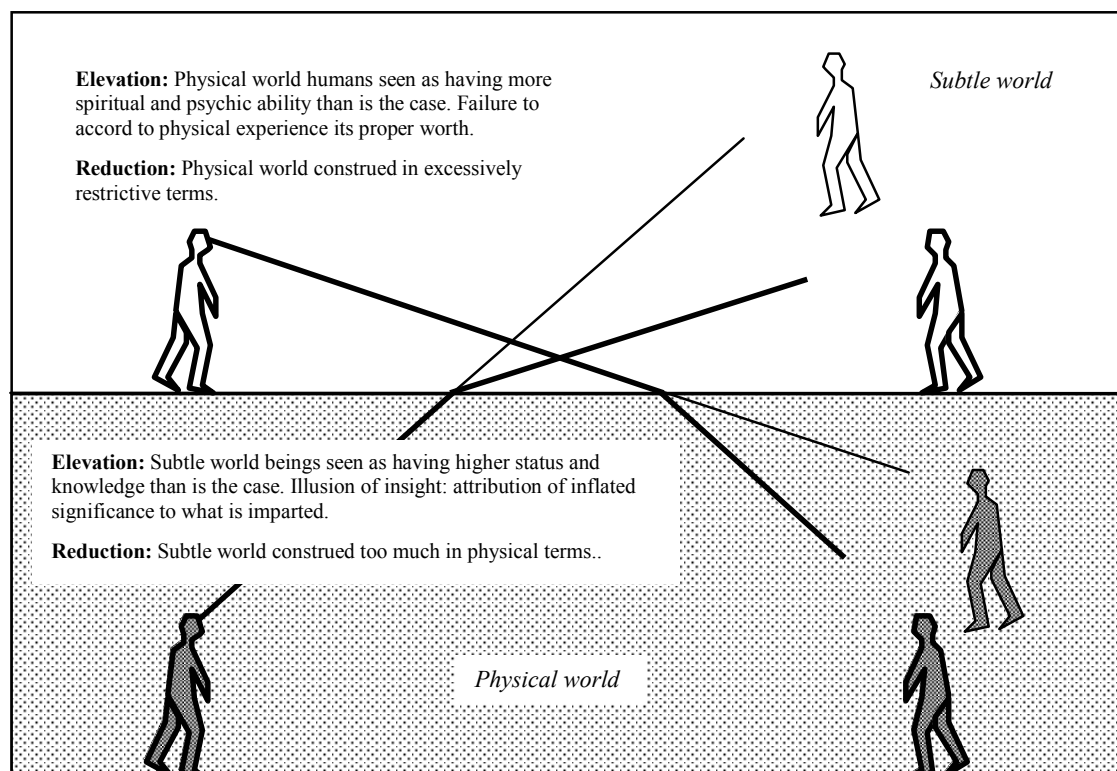 Elevation: Physical world humans seen as having more
spiritual and psychic ability than is the case. Failure to
accord to physical experience its proper worth.
Reduction: Physical world construed in excessively
restrictive terms.
Subtle world
Elevation: Subtle world beings seen as having higher status and
knowledge than is the case. Illusion of insight: attribution of inflated
significance to what is imparted.
Reduction: Subtle world construed too much in physical terms..
Physical world